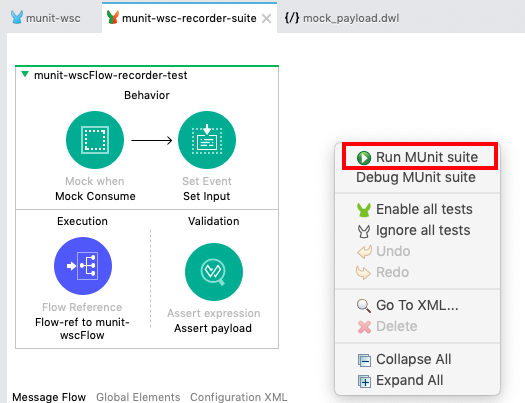 munit-wsc
munit-wsc-recorder-suite
{/} mock_payload.dwl
munit-wscFlow-recorder-test
Behavior
Mock when
Mock Consume
Set Event
Set Input
Execution
Flow Reference
Flow-ref to munit-
wscFlow
Validation
Assert expression
Assert payload
Run MUnit suite
Debug MUnit suite
Enable all tests
Ignore all tests
Undo
Redo
Go To XML...
Delete
Collapse All
Expand All
Message Flow Global Elements Configuration XML